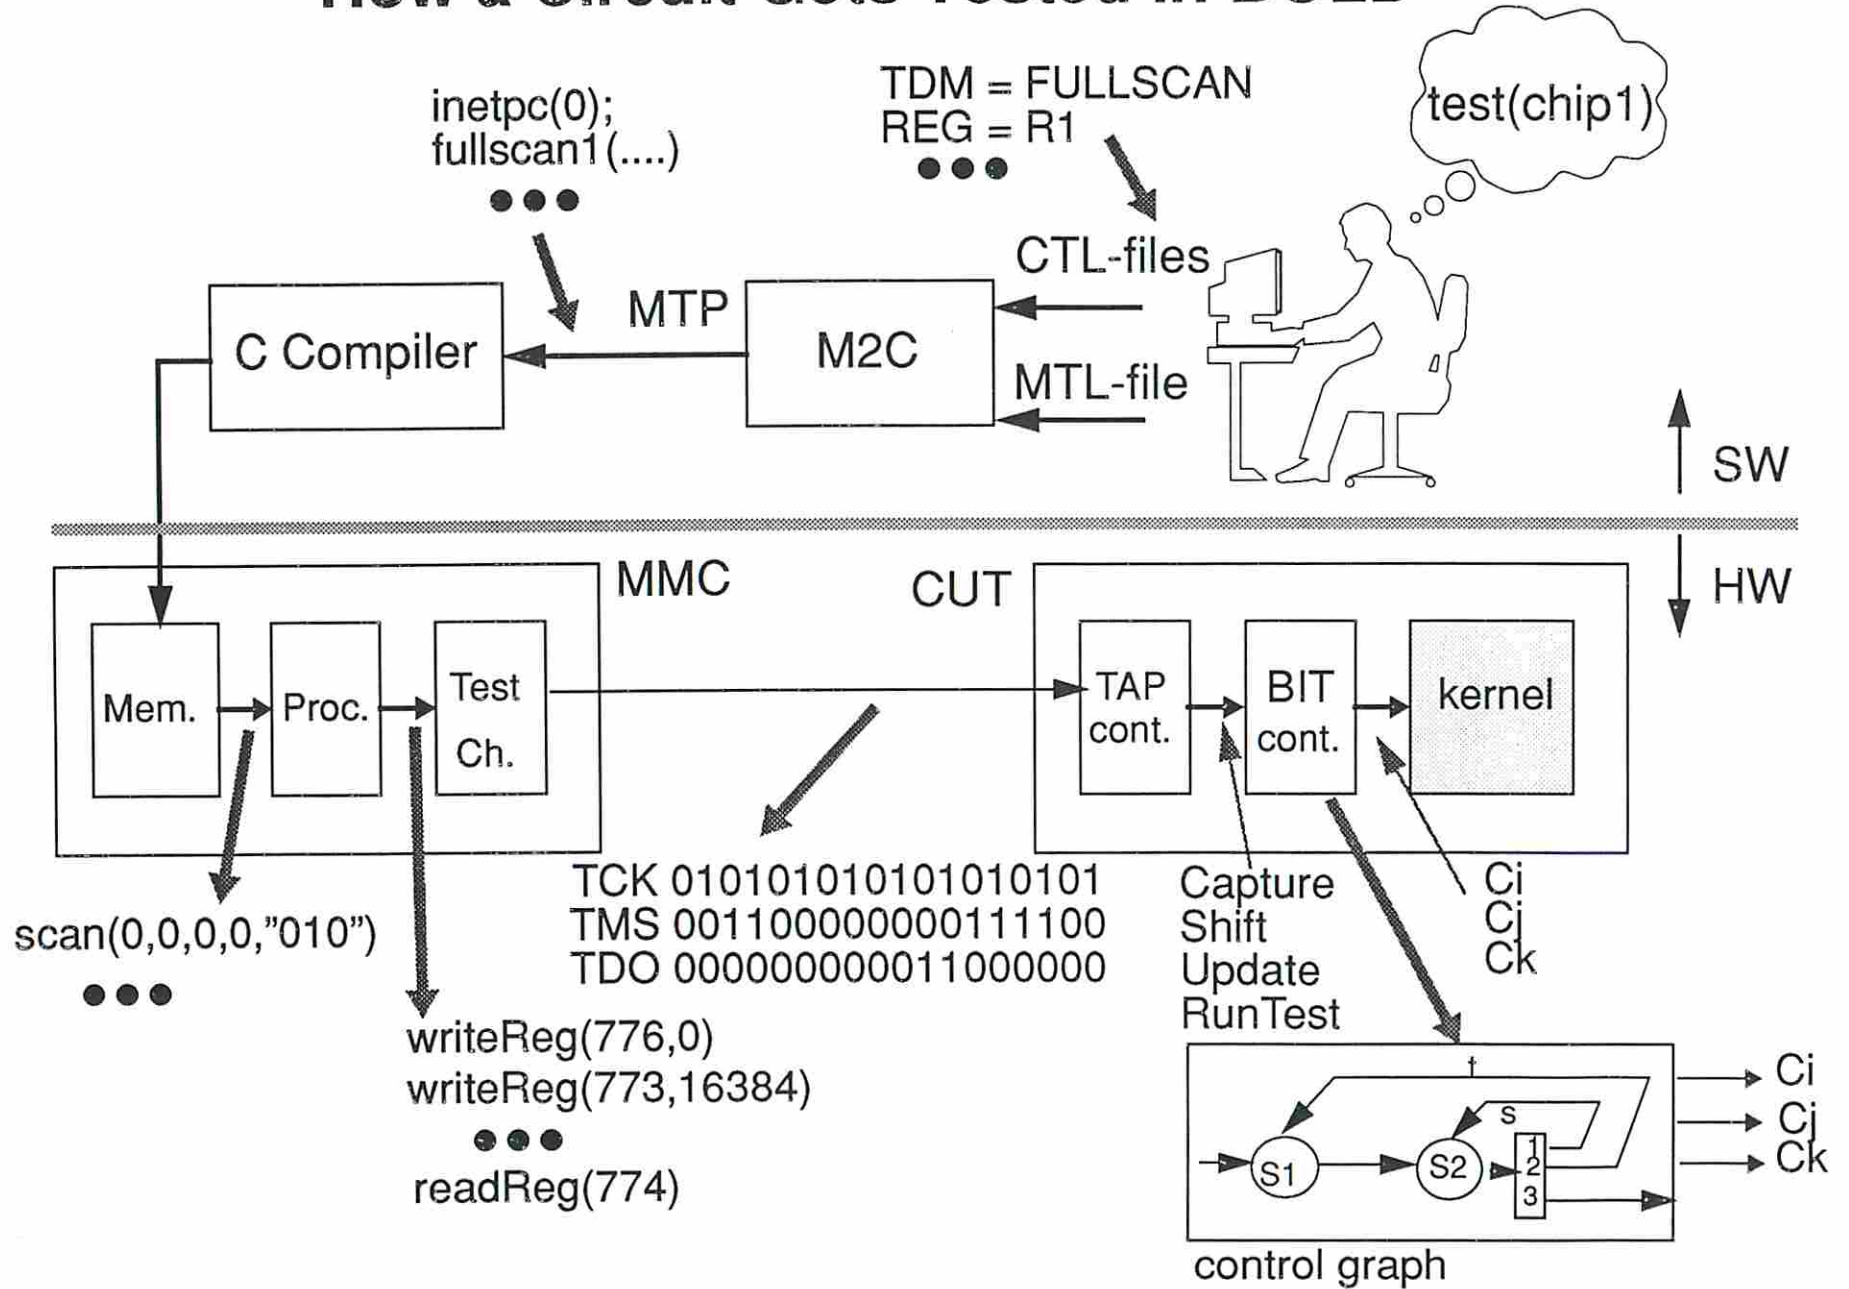 inetpc(0);
fullscan1(....)
TDM = FULLSCAN
REG = R1
test(chip1)
CTL-files
MTP
C Compiler
M2C
MTL-file
SW
HW
MMC
CUT
Mem.
Proc.
Test
Ch.
TAP
cont.
BIT
cont.
kernel
scan(0,0,0,0,"010")
TCK 01010101010101010101
TMS 00110000000000111100
TDO 00000000000011000000
Capture
Shift
Update
RunTest
Ci
Cj
Ck
writeReg(776,0)
writeReg(773,16384)
readReg(774)
t
s
S1
S2
1
2
3
Ci
Cj
Ck
control graph